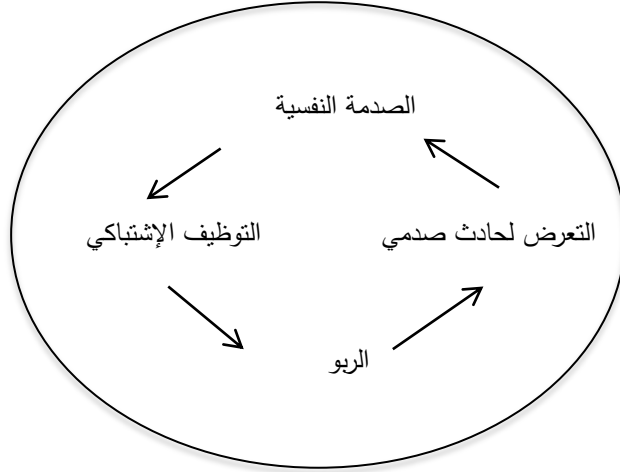 الصدمة النفسية
التعرض لحادث صدمي
التوظيف الإشتباكي
الربو